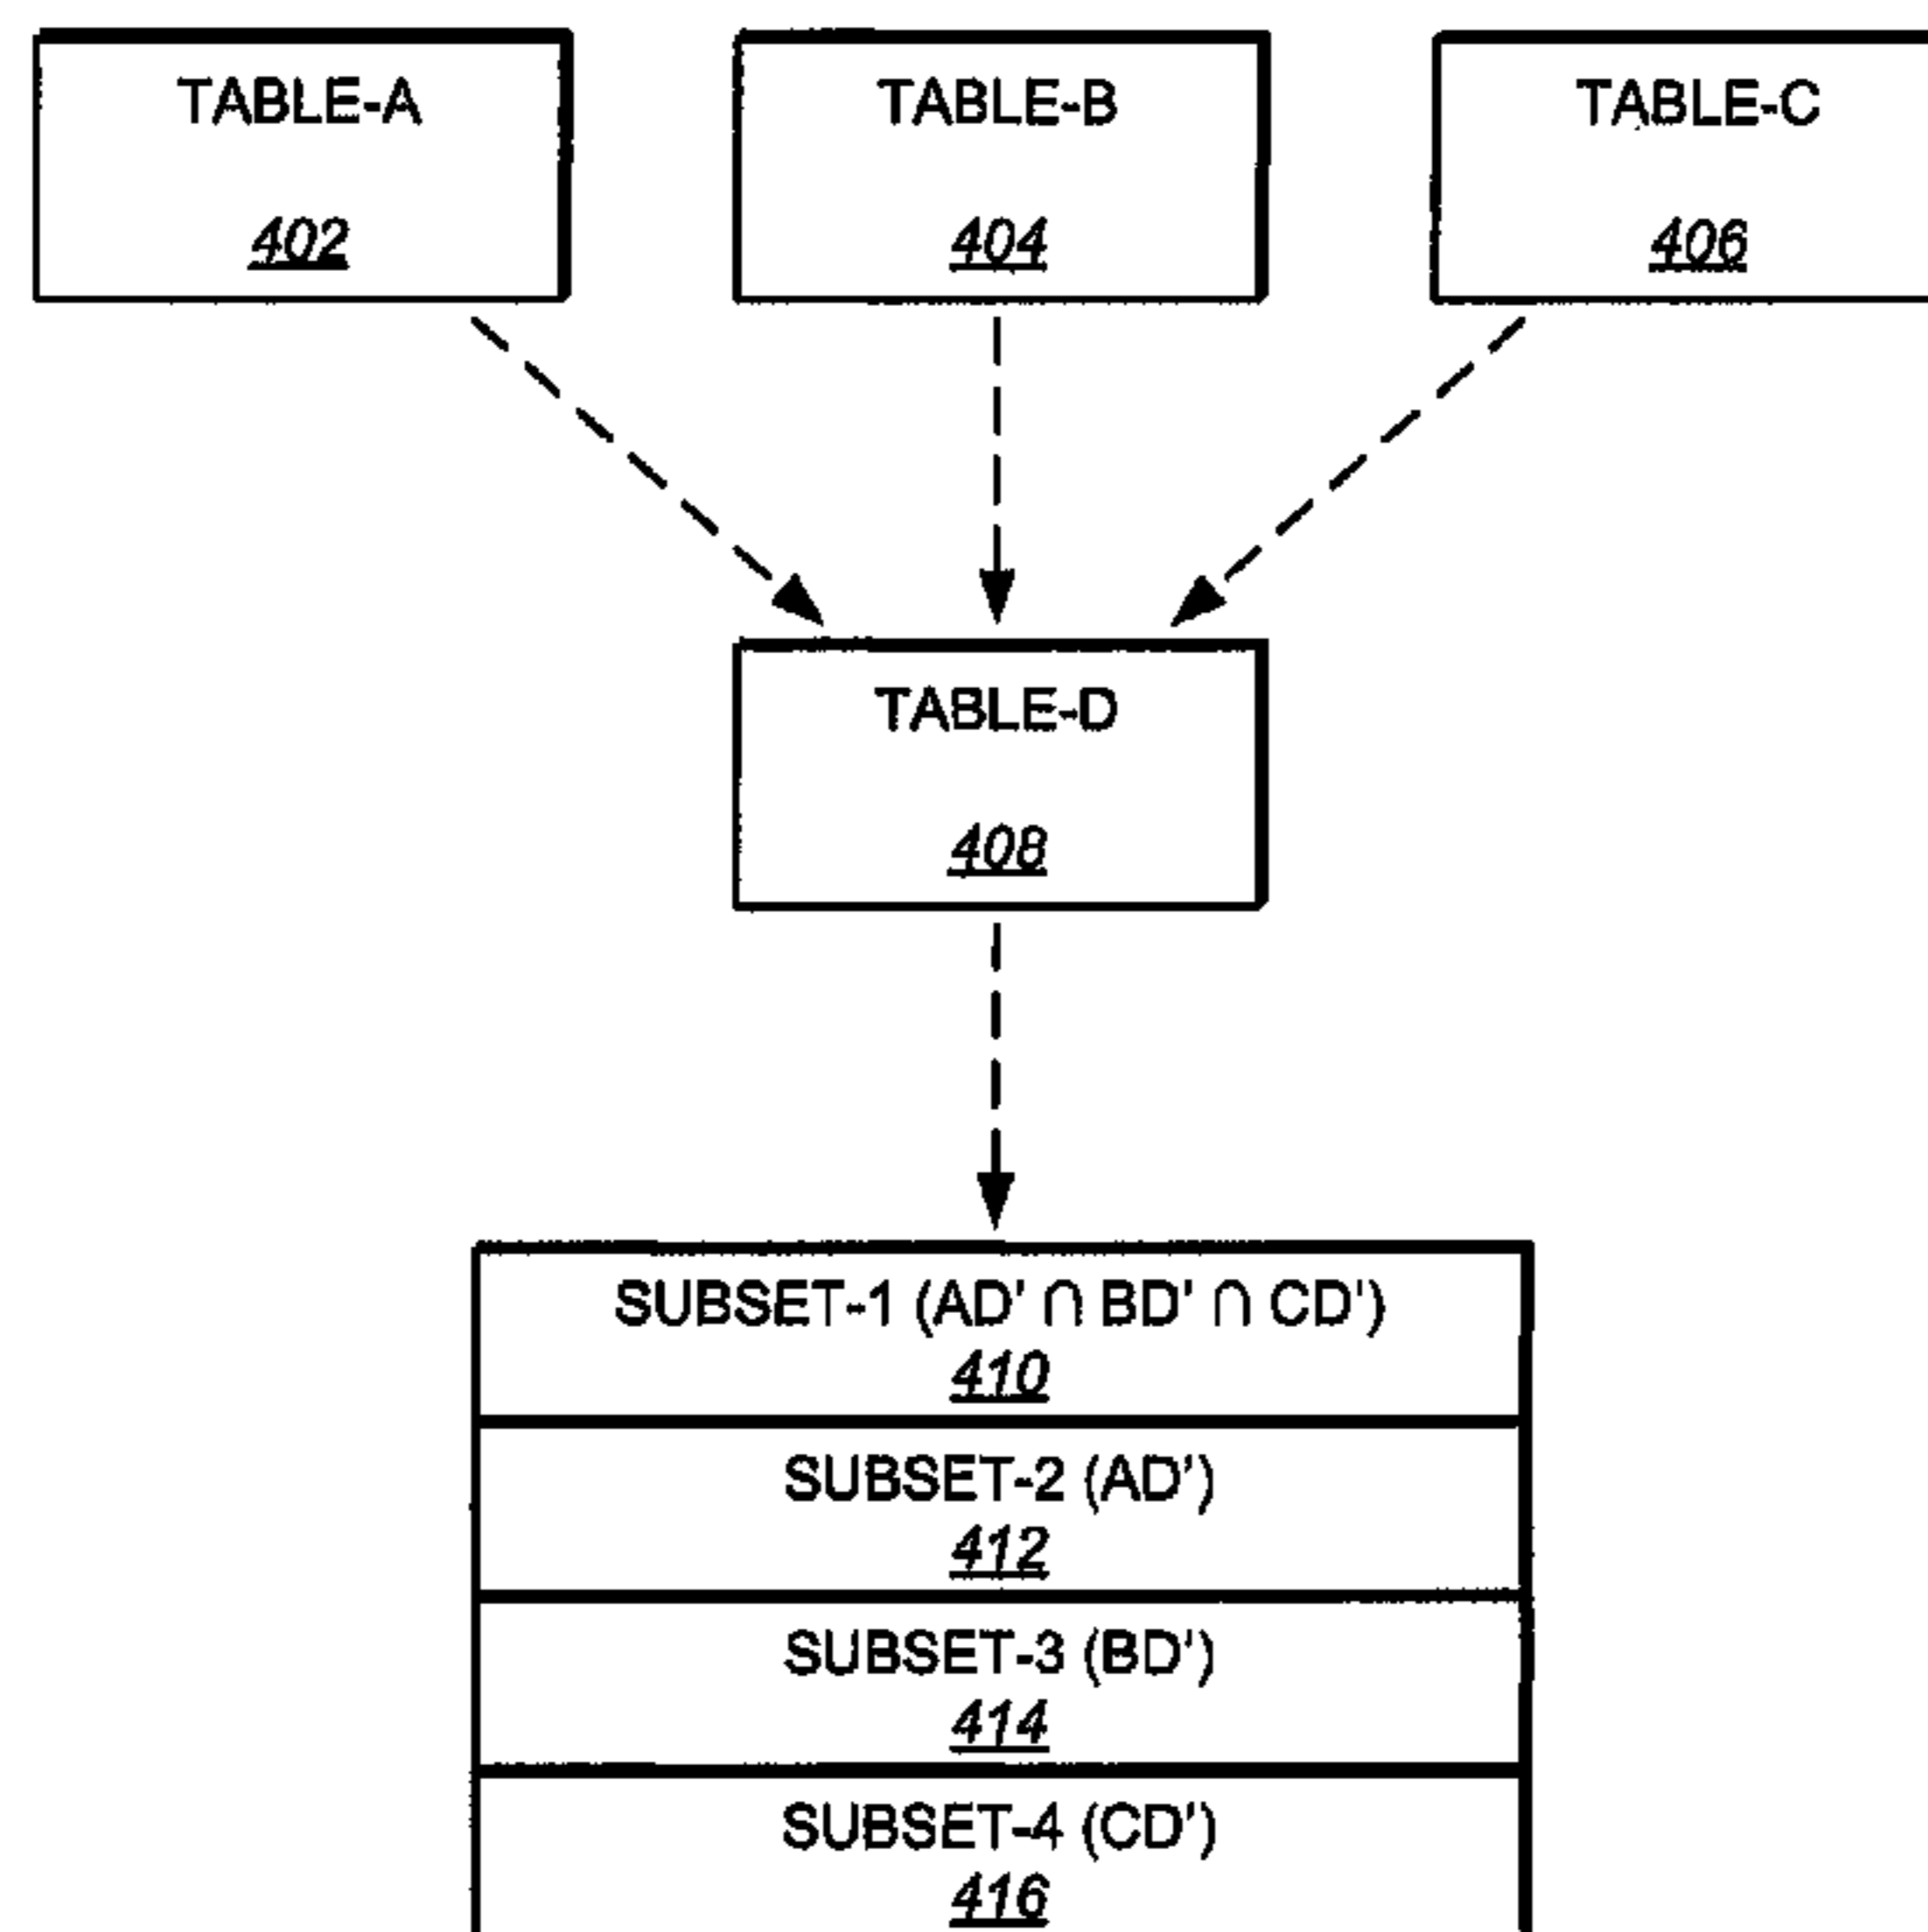 TABLE-A
402
TABLE-B
404
TABLE-C
406
TABLE-D
408
SUBSET-1 (AD' ∩ BD' ∩ CD')
410
SUBSET-2 (AD')
412
SUBSET-3 (BD')
414
SUBSET-4 (CD')
416